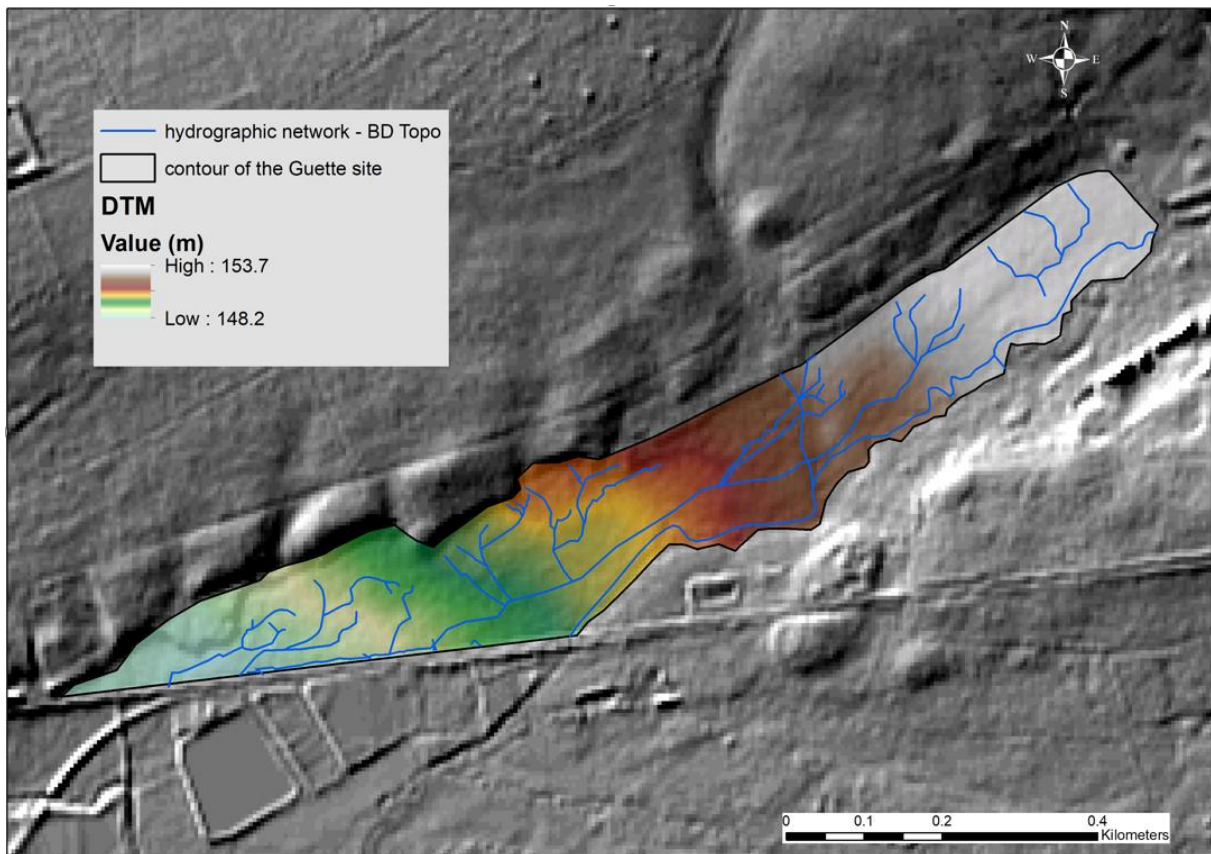 N
W E
S
hydrographic network - BD Topo
contour of the Guette site
DTM
Value (m)
High : 153.7
Low : 148.2
0 0.1 0.2 0.4
Kilometers